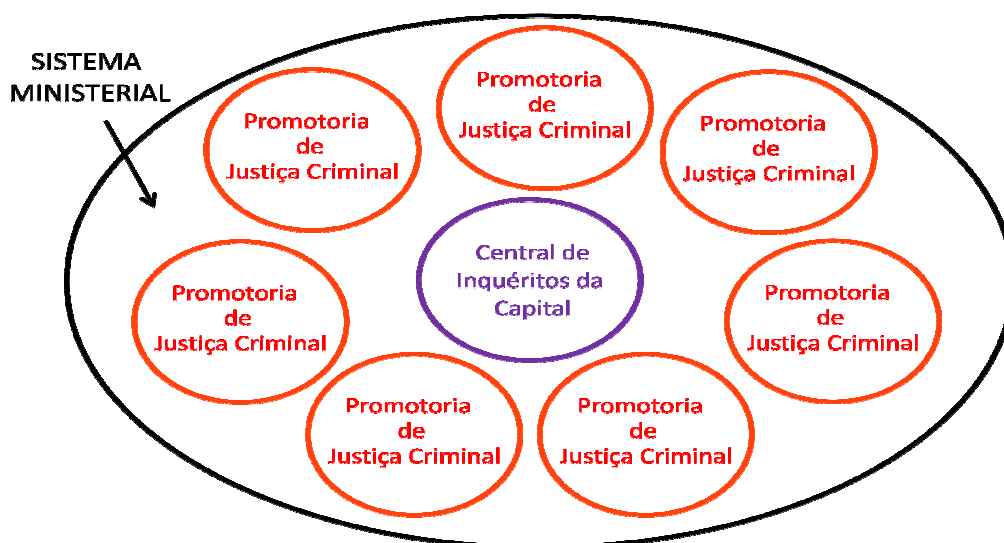 SISTEMA
MINISTERIAL
Promotoria
de
Justiça Criminal
Promotoria
de
Justiça Criminal
Promotoria
de
Justiça Criminal
Central de
Inquéritos da
Capital
Promotoria
de
Justiça Criminal
Promotoria
de
Justiça Criminal
Promotoria
de
Justiça Criminal
Promotoria
de
Justiça Criminal